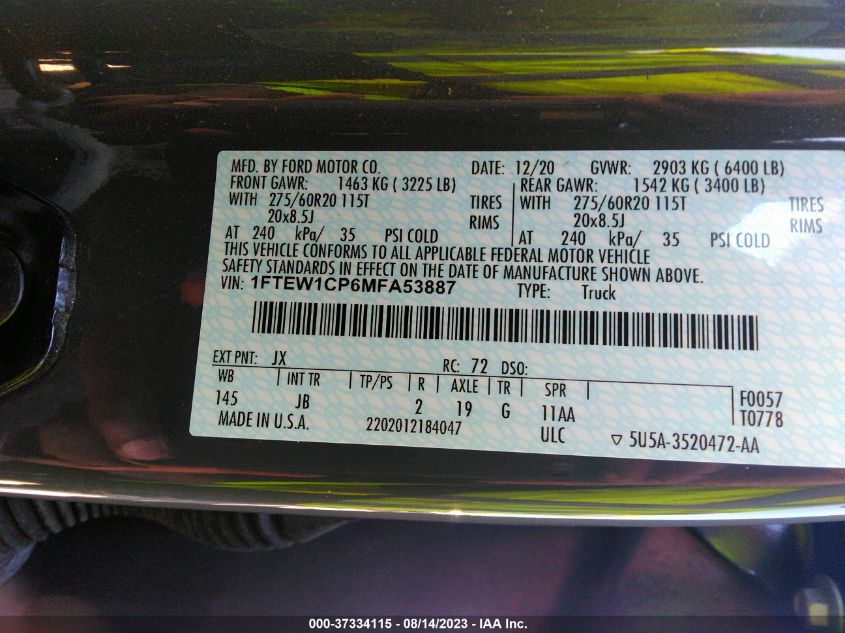 MFD. BY FORD MOTOR CO. DATE: 12/20 GVWR: 2903 KG ( 6400 LB)
FRONT GAWR: 1463 KG ( 3225 LB) REAR GAWR: 1542 KG ( 3400 LB)
WITH 275/60R20 115T TIRES WITH 275/60R20 115T TIRES
20x8.5J RIMS 20x8.5J RIMS
AT 240 kPa/ 35 PSI COLD AT 240 kPa/ 35 PSI COLD
THIS VEHICLE CONFORMS TO ALL APPLICABLE FEDERAL MOTOR VEHICLE
SAFETY STANDARDS IN EFFECT ON THE DATE OF MANUFACTURE SHOWN ABOVE.
VIN: 1FTEW1CP6MFA53887 TYPE: Truck
EXT PNT: JX RC: 72 DSO:
WB INT TR TP/PS R AXLE TR SPR F0057
145 JB 2 19 G 11AA T0778
MADE IN U.S.A. 2202012184047 ULC ▽ 5U5A-3520472-AA
000-37334115 - 08/14/2023 - IAA Inc.